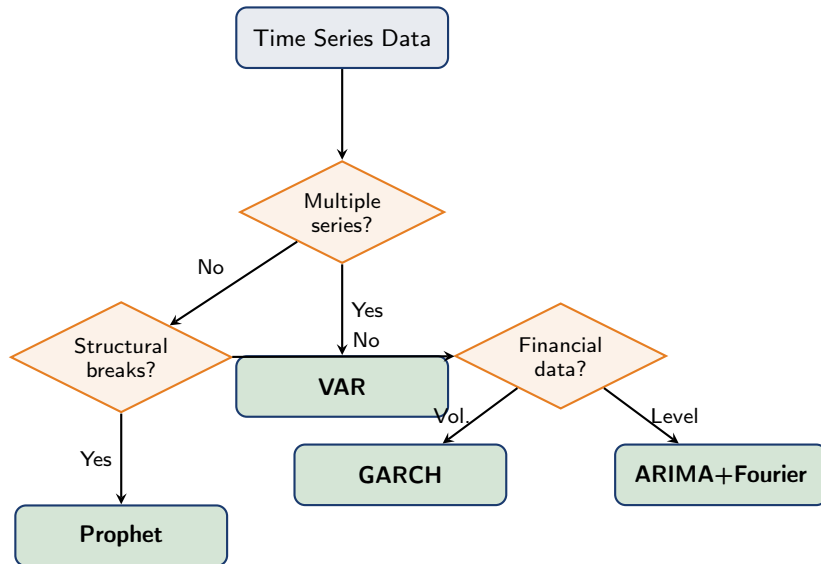 Time Series Data
Multiple
series?
No
Yes
No
Structural
breaks?
Financial
data?
VAR
Vol.
Level
Yes
GARCH
ARIMA+Fourier
Prophet